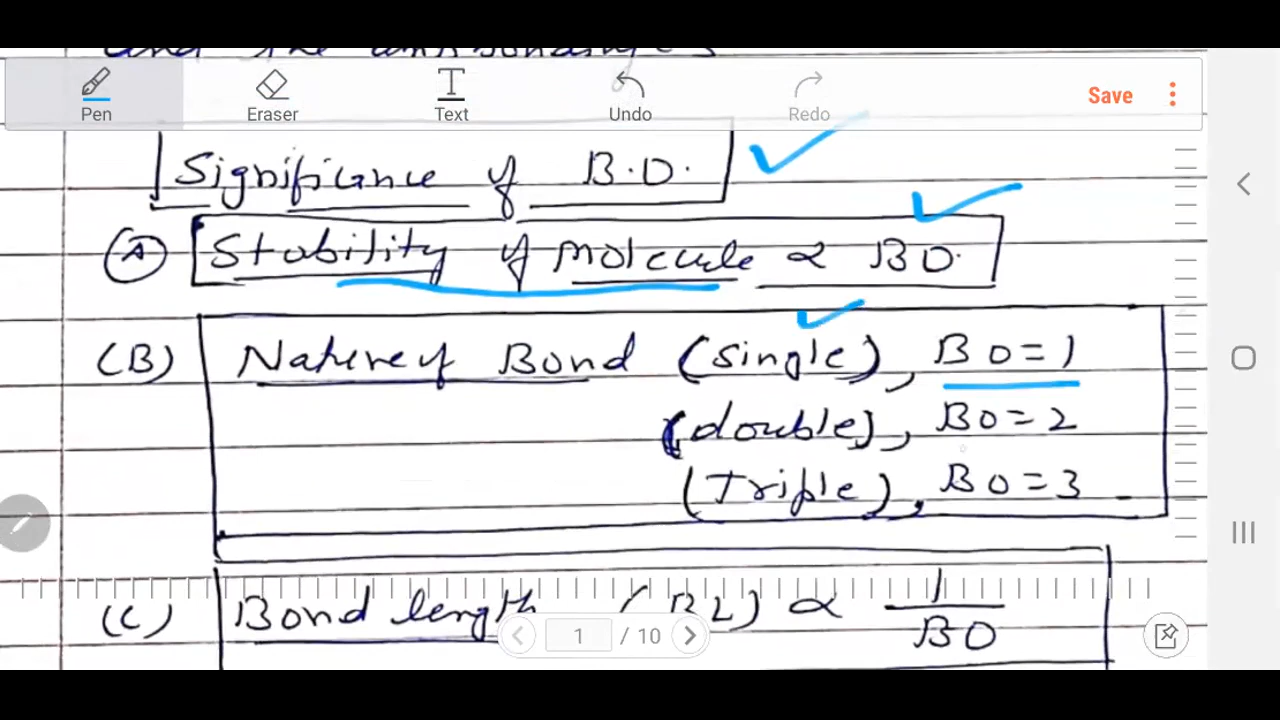 Pen
Eraser
Text
Undo
Redo
Save
Significance of B.O.
(A) Stability of Molecule ∝ BO.
(B) Nature of Bond (single), BO=1
(double), BO=2
(Triple), BO=3
(C) Bond length (BL) ∝ 1/BO
1 / 10